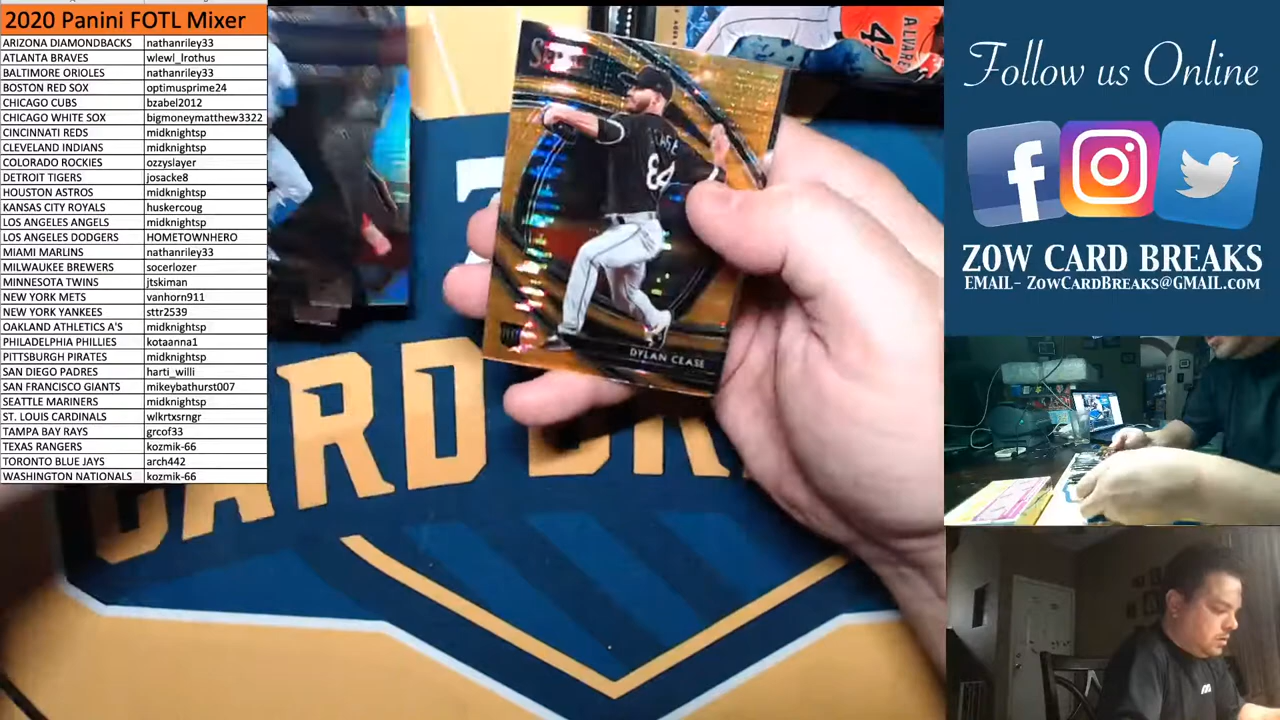 2020 Panini FOTL Mixer
ARIZONA DIAMONDBACKS nathanriley33
ATLANTA BRAVES wlewl_lrothus
BALTIMORE ORIOLES nathanriley33
BOSTON RED SOX optimusprime24
CHICAGO CUBS bzabel2012
CHICAGO WHITE SOX bigmoneymatthew3322
CINCINNATI REDS midknightsp
CLEVELAND INDIANS midknightsp
COLORADO ROCKIES ozzyslayer
DETROIT TIGERS josacke8
HOUSTON ASTROS midknightsp
KANSAS CITY ROYALS huskercoug
LOS ANGELES ANGELS midknightsp
LOS ANGELES DODGERS HOMETOWNHERO
MIAMI MARLINS nathanriley33
MILWAUKEE BREWERS socerlozer
MINNESOTA TWINS jtskiman
NEW YORK METS vanhorn911
NEW YORK YANKEES sttr2539
OAKLAND ATHLETICS A'S midknightsp
PHILADELPHIA PHILLIES kotaanna1
PITTSBURGH PIRATES midknightsp
SAN DIEGO PADRES harti_willi
SAN FRANCISCO GIANTS mikeybathurst007
SEATTLE MARINERS midknightsp
ST. LOUIS CARDINALS wlkrtxsrngr
TAMPA BAY RAYS grcof33
TEXAS RANGERS kozmik-66
TORONTO BLUE JAYS arch442
WASHINGTON NATIONALS kozmik-66
ALVARE
CEASE
84
DYLAN CEASE
CARD BR
Follow us Online
ZOW CARD BREAKS
EMAIL- ZowCardBreaks@GMAIL.com